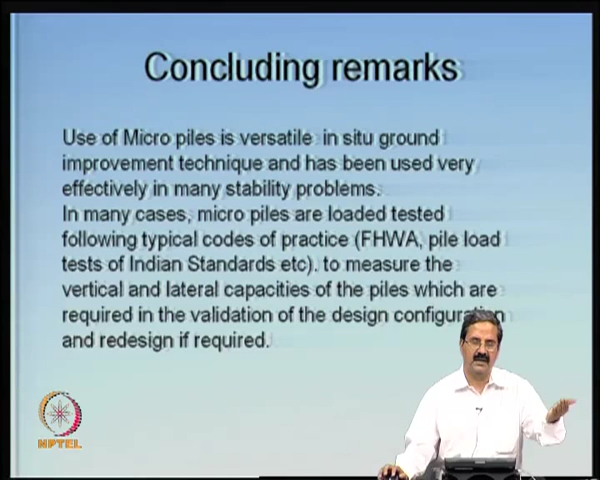 Concluding remarks
Use of Micro piles is versatile in situ ground
improvement technique and has been used very
effectively in many stability problems.
In many cases, micro piles are loaded tested
following typical codes of practice (FHWA, pile load
tests of Indian Standards etc). to measure the
vertical and lateral capacities of the piles which are
required in the validation of the design configuration
and redesign if required.
NPTEL